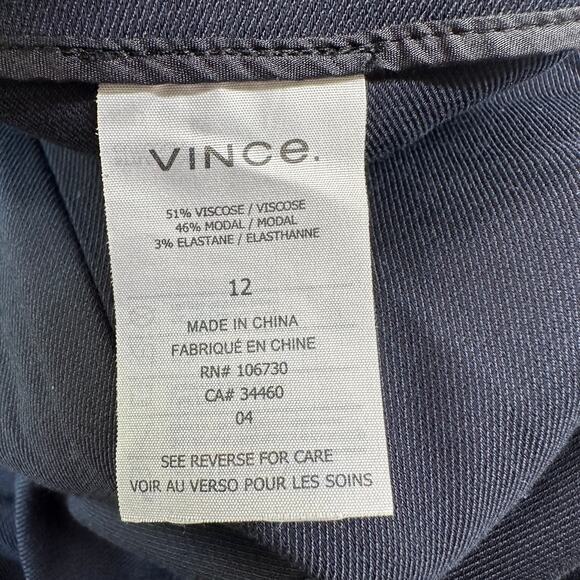 VINCE.
51% VISCOSE / VISCOSE
46% MODAL / MODAL
3% ELASTANE / ELASTHANNE
12
MADE IN CHINA
FABRIQUÉ EN CHINE
RN# 106730
CA# 34460
04
SEE REVERSE FOR CARE
VOIR AU VERSO POUR LES SOINS